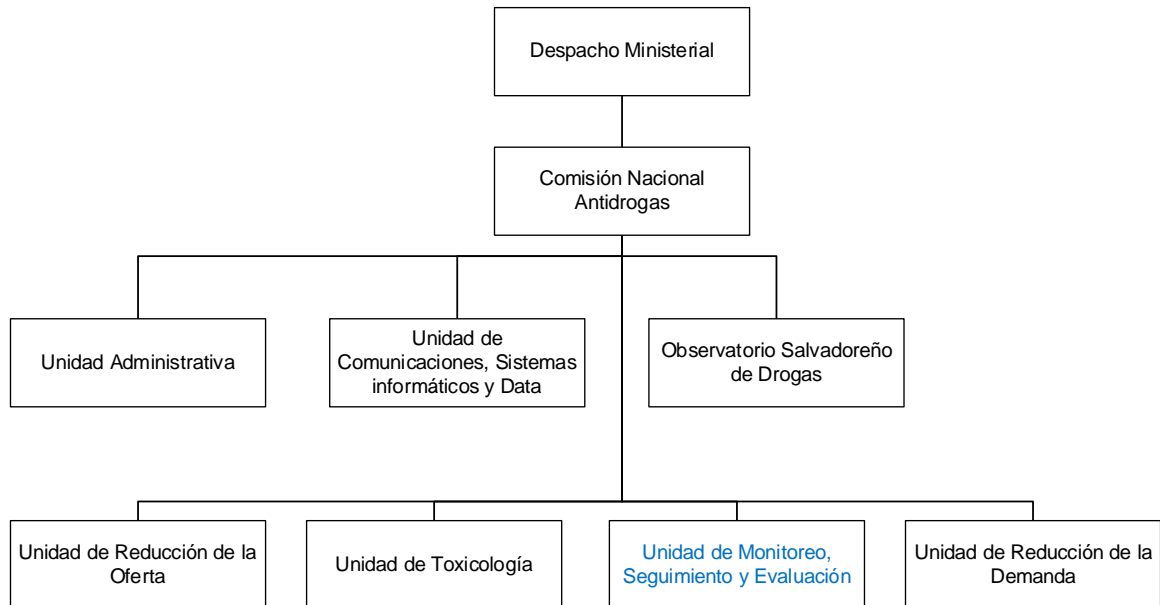 Despacho Ministerial
Comisión Nacional
Antidrogas
Unidad Administrativa
Unidad de
Comunicaciones, Sistemas
informáticos y Data
Observatorio Salvadoreño
de Drogas
Unidad de Reducción de la
Oferta
Unidad de Toxicología
Unidad de Monitoreo,
Seguimiento y Evaluación
Unidad de Reducción de la
Demanda